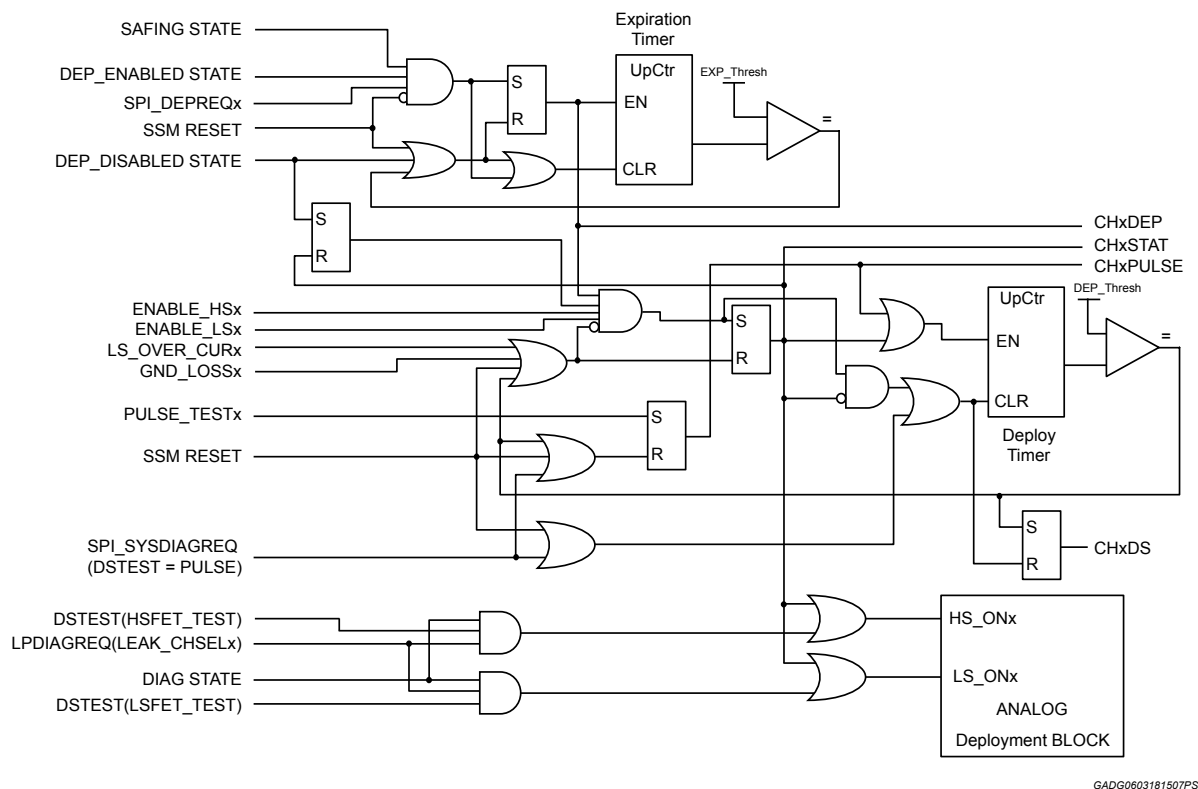 SAFING STATE
DEP_ENABLED STATE
SPI_DEPREQx
SSM RESET
DEP_DISABLED STATE
Expiration
Timer
UpCtr
EN
CLR
EXP_Thresh
=
S
R
S
R
CHxDEP
CHxSTAT
CHxPULSE
ENABLE_HSx
ENABLE_LSx
LS_OVER_CURx
GND_LOSSx
S
R
UpCtr
EN
CLR
DEP_Thresh
=
Deploy
Timer
PULSE_TESTx
SSM RESET
S
R
SPI_SYSDIAGREQ
(DSTEST = PULSE)
S
R
CHxDS
DSTEST(HSFET_TEST)
LPDIAGREQ(LEAK_CHSELx)
DIAG STATE
DSTEST(LSFET_TEST)
HS_ONx
LS_ONx
ANALOG
Deployment BLOCK
GADG0603181507PS